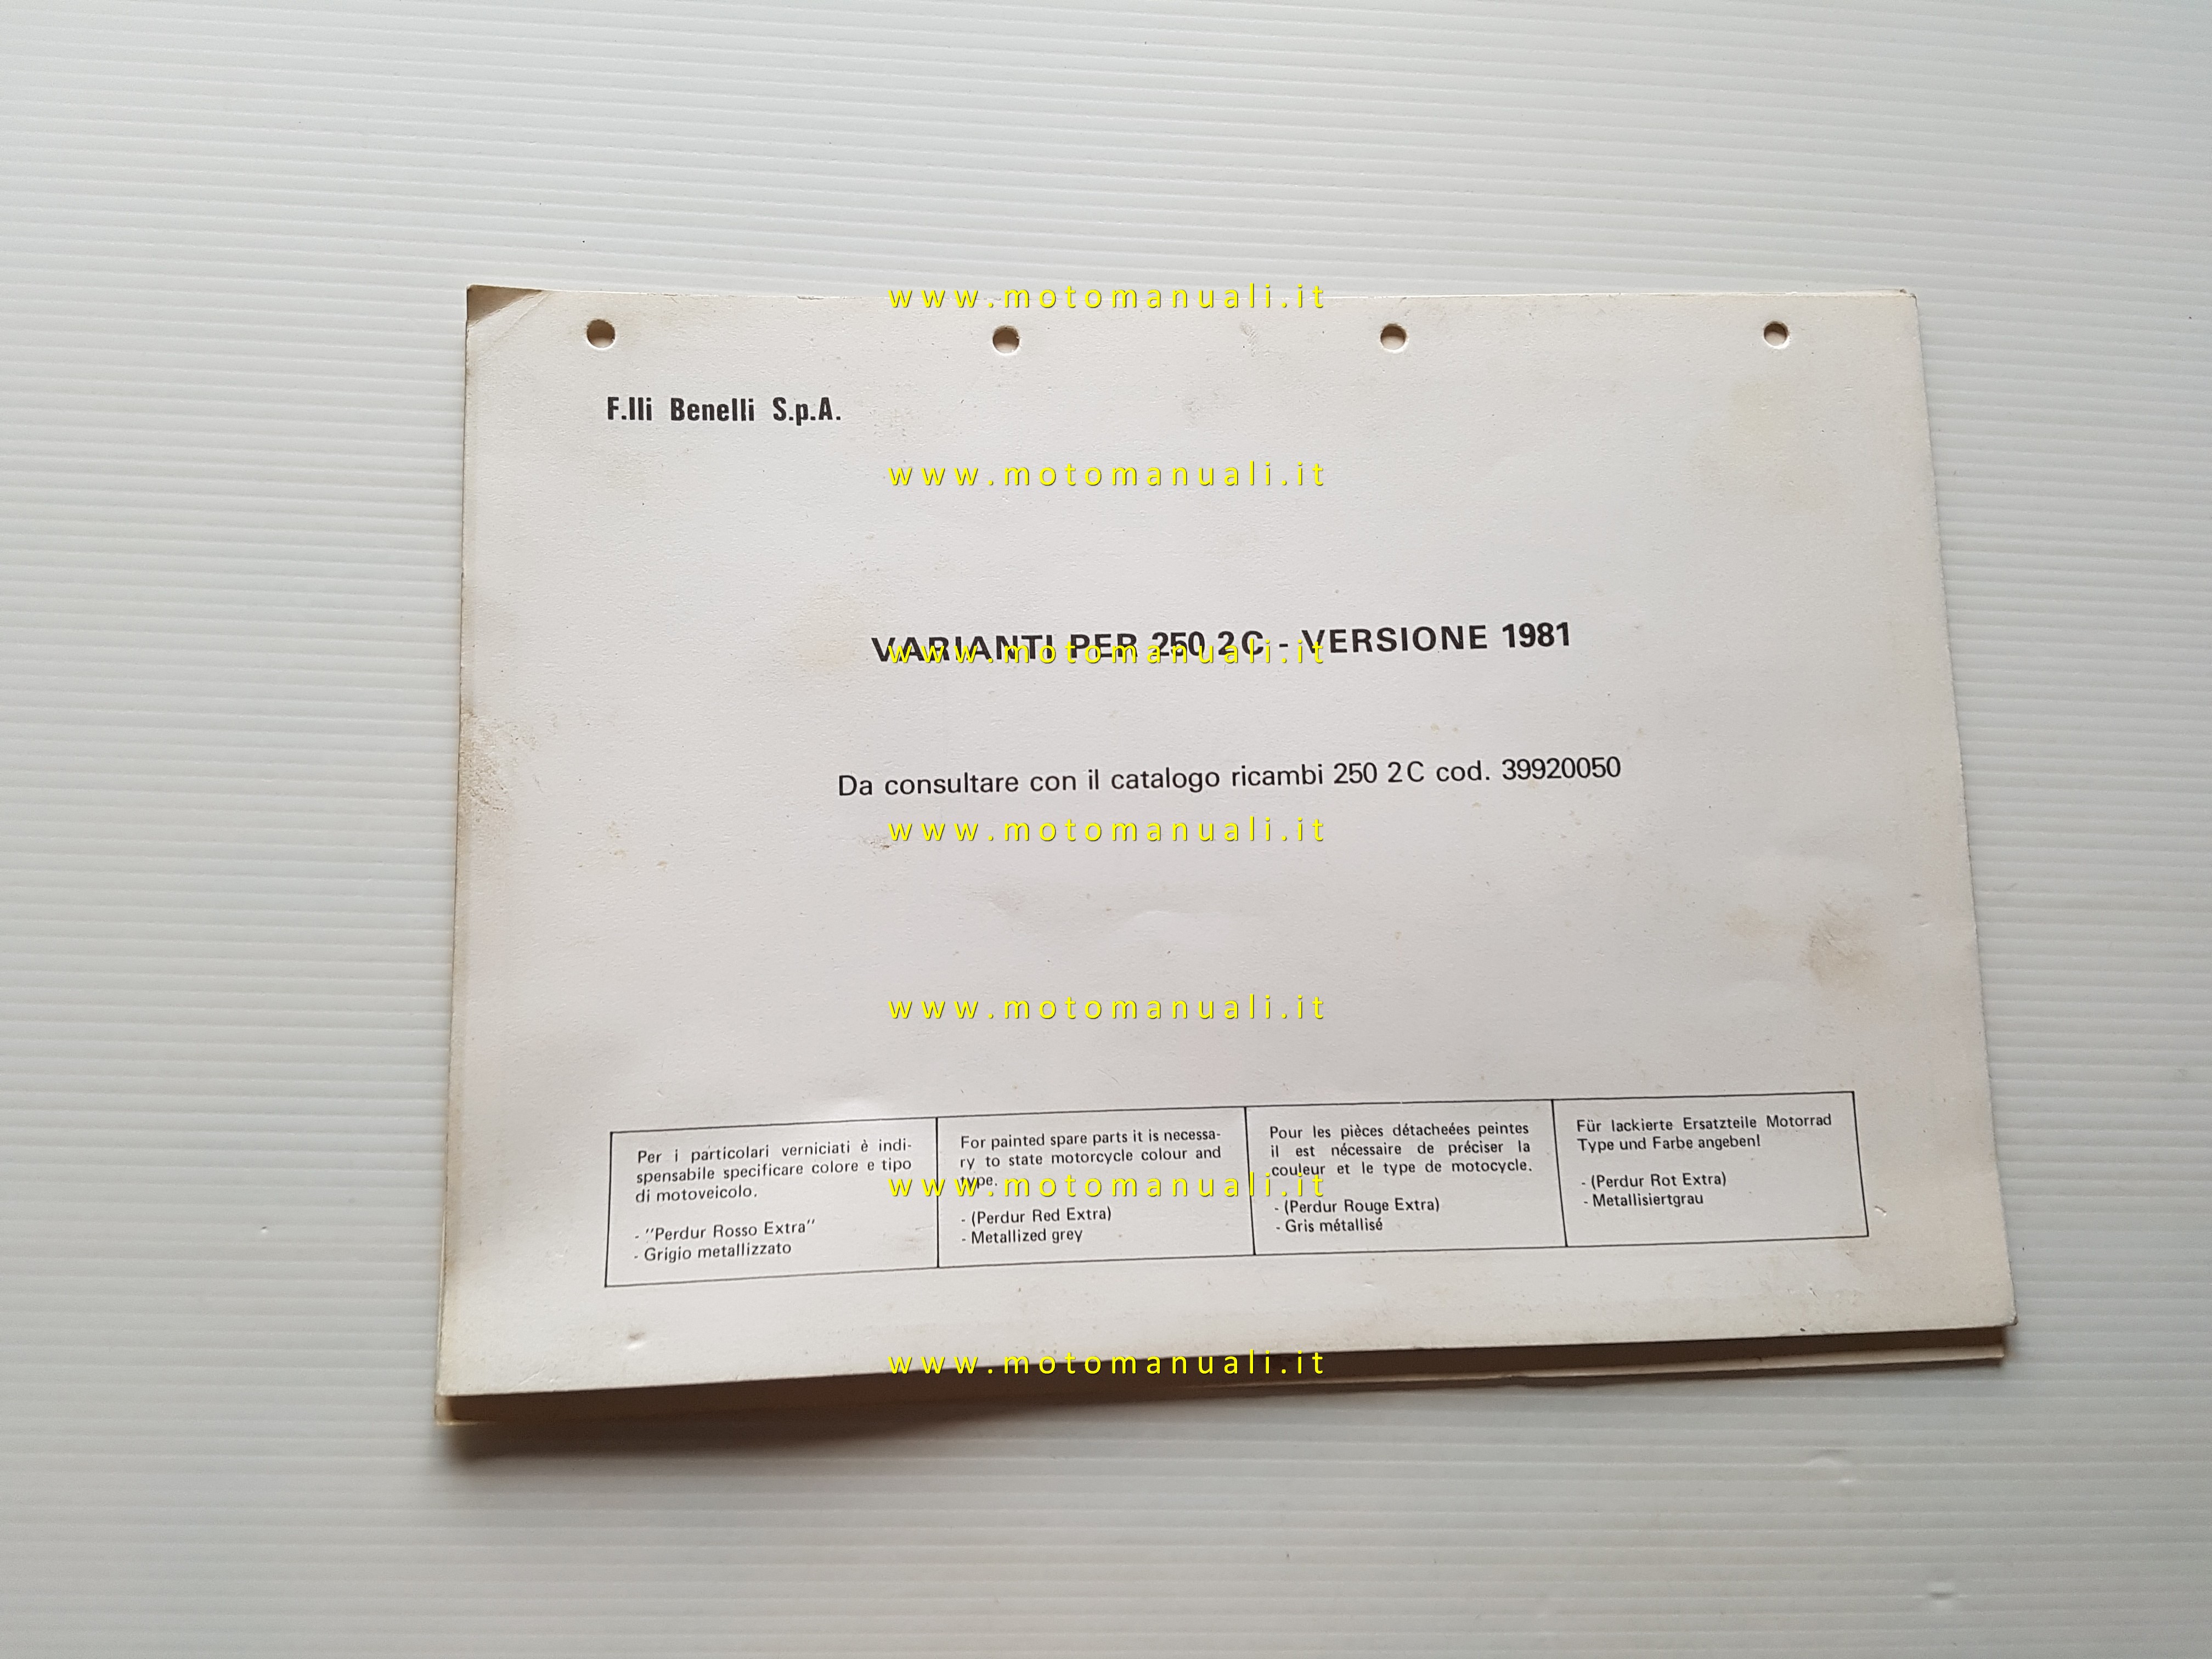 www.motomanuali.it
F.lli Benelli S.p.A.
www.motomanuali.it
VARIANTI PER 250 2C - VERSIONE 1981
www.motomanuali.it
Da consultare con il catalogo ricambi 250 2C cod. 39920050
www.motomanuali.it
www.motomanuali.it
Per i particolari verniciati è indi-
spensabile specificare colore e tipo
di motoveicolo.
- "Perdur Rosso Extra"
- Grigio metallizzato
For painted spare parts it is necessa-
ry to state motorcycle colour and
type.
- (Perdur Red Extra)
- Metallized grey
Pour les pièces détacheées peintes
il est nécessaire de préciser la
couleur et le type de motocycle.
- (Perdur Rouge Extra)
- Gris métallisé
Für lackierte Ersatzteile Motorrad
Type und Farbe angeben!
- (Perdur Rot Extra)
- Metallisiertgrau
www.motomanuali.it
www.motomanuali.it